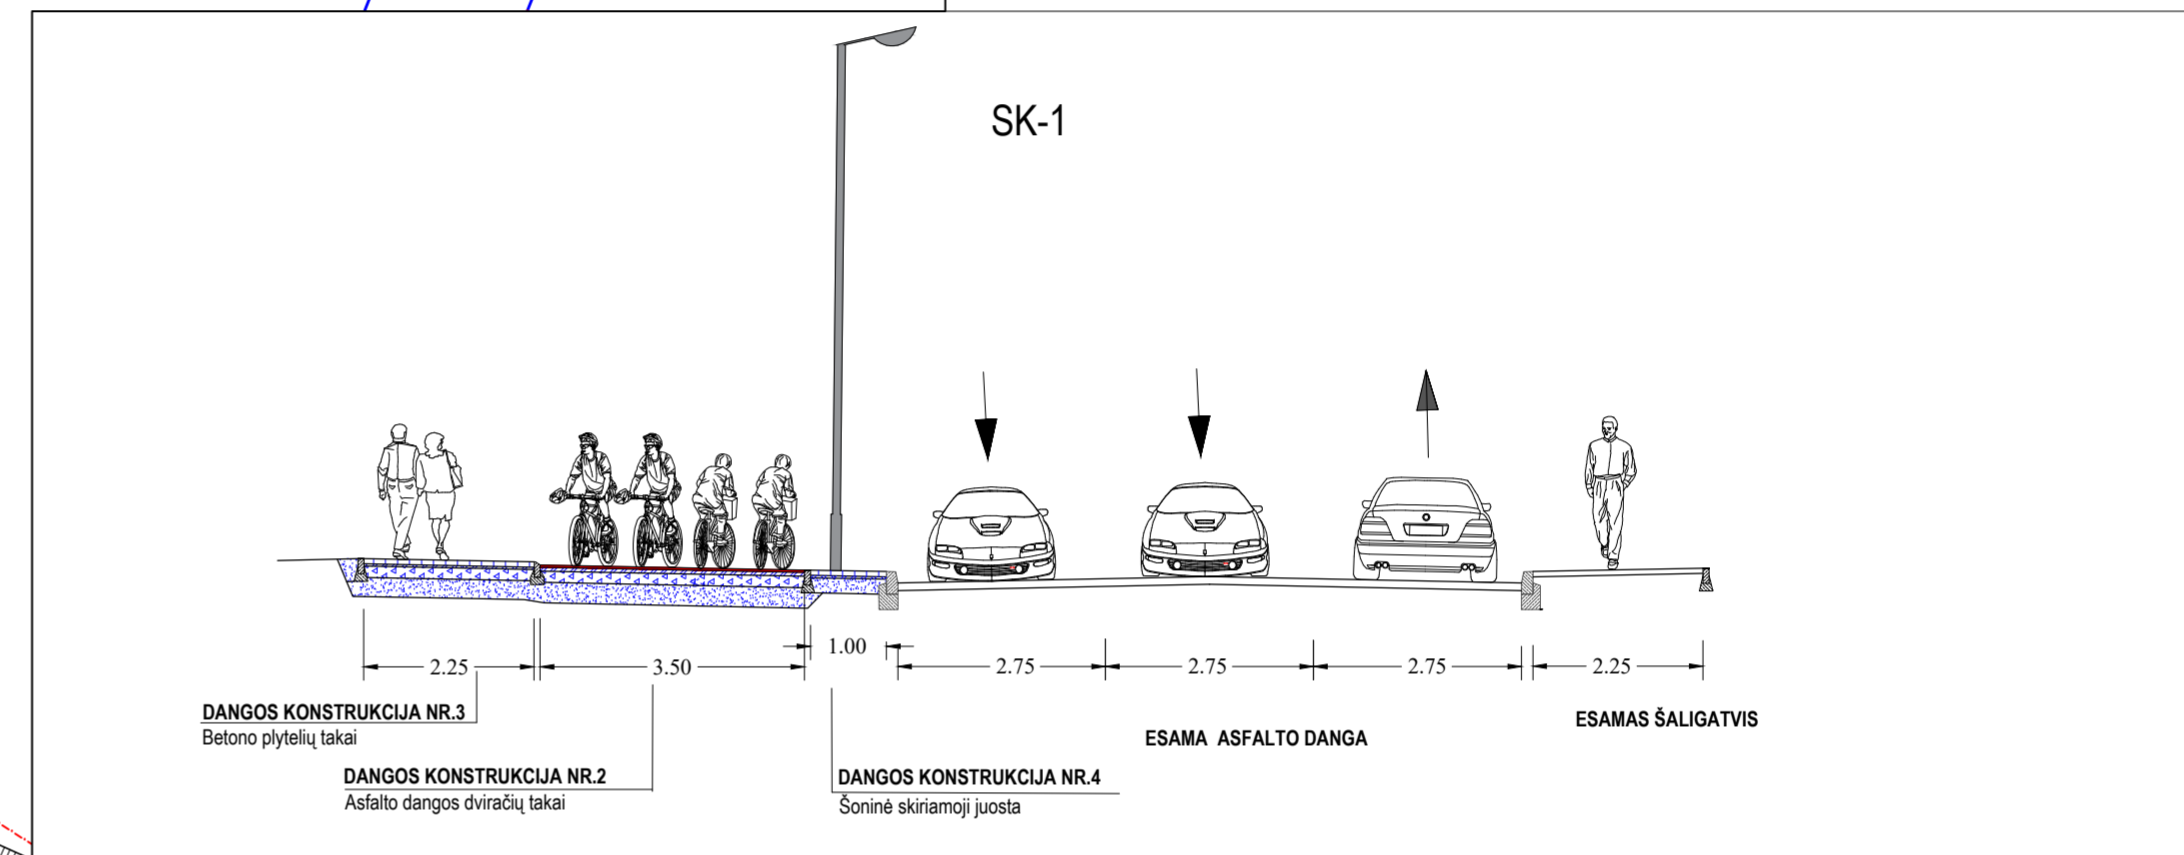 SK-1
1.00
2.25
3.50
2.75
2.75
2.75
2.25
DANGOS KONSTRUKCIJA NR.3
Betono plytelių takai
ESAMAS ŠALIGATVIS
ESAMA ASFALTO DANGA
DANGOS KONSTRUKCIJA NR.2
Asfalto dangos dviračių takai
DANGOS KONSTRUKCIJA NR.4
Šoninė skiriamoji juosta